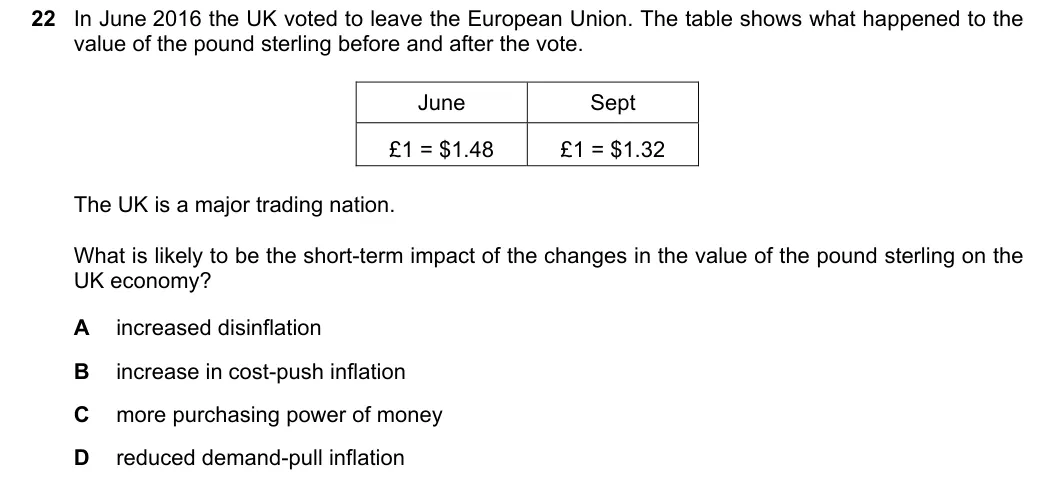 22 In June 2016 the UK voted to leave the European Union. The table shows what happened to the
value of the pound sterling before and after the vote.
June Sept
£1 = $1.48 £1 = $1.32
The UK is a major trading nation.
What is likely to be the short-term impact of the changes in the value of the pound sterling on the
UK economy?
A increased disinflation
B increase in cost-push inflation
C more purchasing power of money
D reduced demand-pull inflation